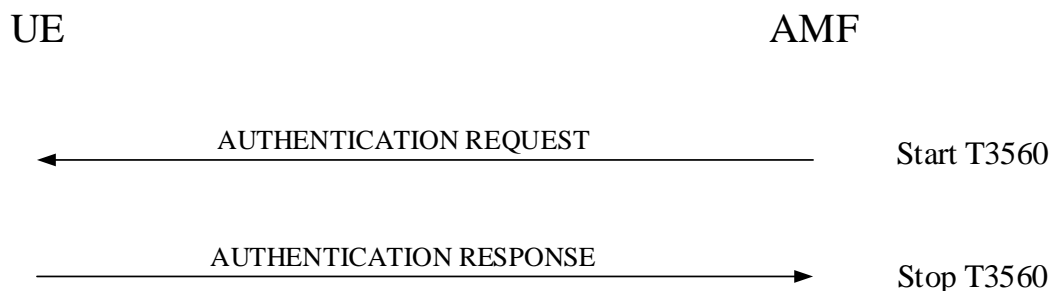 UE AMF
AUTHENTICATION REQUEST Start T3560
AUTHENTICATION RESPONSE Stop T3560